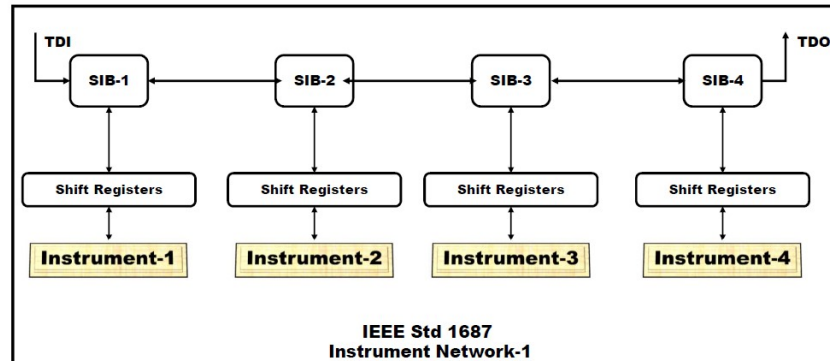 TDI
TDO
SIB-1
SIB-2
SIB-3
SIB-4
Shift Registers
Shift Registers
Shift Registers
Shift Registers
Instrument-1
Instrument-2
Instrument-3
Instrument-4
IEEE Std 1687
Instrument Network-1